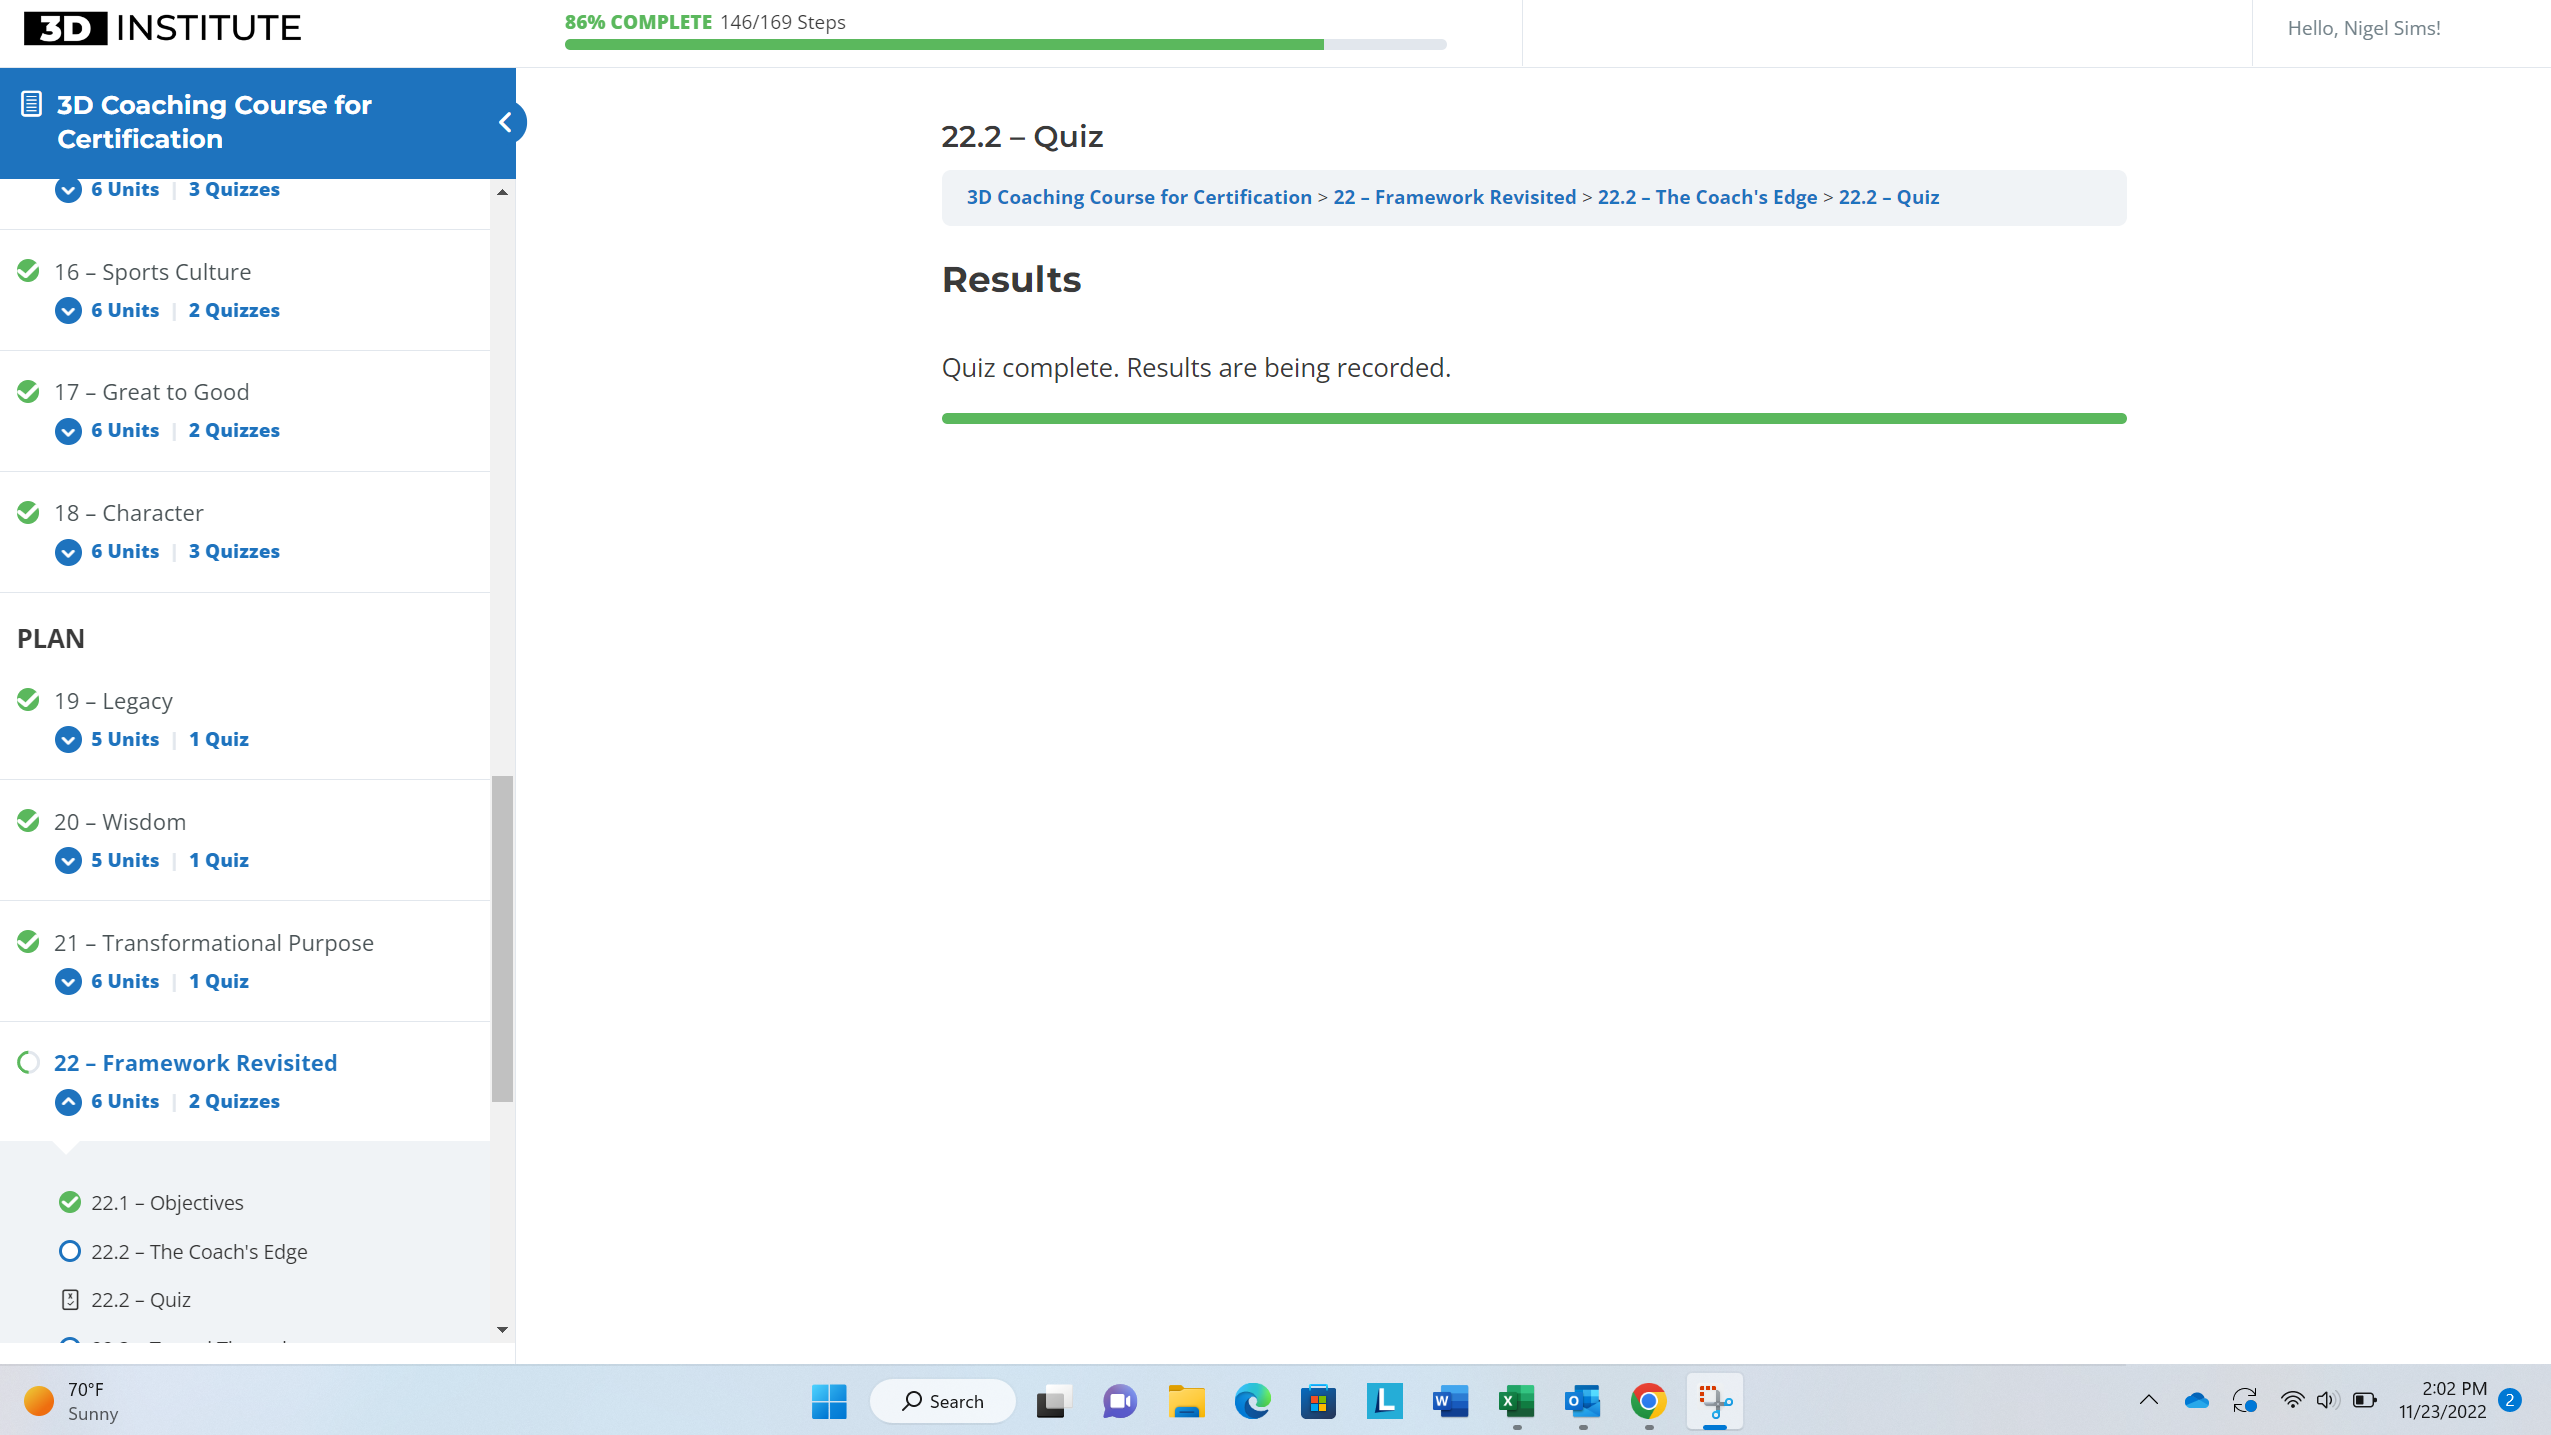 3D INSTITUTE
86% COMPLETE 146/169 Steps
Hello, Nigel Sims!
3D Coaching Course for
Certification
6 Units | 3 Quizzes
16 – Sports Culture
6 Units | 2 Quizzes
17 – Great to Good
6 Units | 2 Quizzes
18 – Character
6 Units | 3 Quizzes
PLAN
19 – Legacy
5 Units | 1 Quiz
20 – Wisdom
5 Units | 1 Quiz
21 – Transformational Purpose
6 Units | 1 Quiz
22 – Framework Revisited
6 Units | 2 Quizzes
22.1 – Objectives
22.2 – The Coach's Edge
22.2 – Quiz
22.2 – Quiz
3D Coaching Course for Certification > 22 – Framework Revisited > 22.2 – The Coach's Edge > 22.2 – Quiz
Results
Quiz complete. Results are being recorded.
70°F
Sunny
Search
2:02 PM
11/23/2022
2